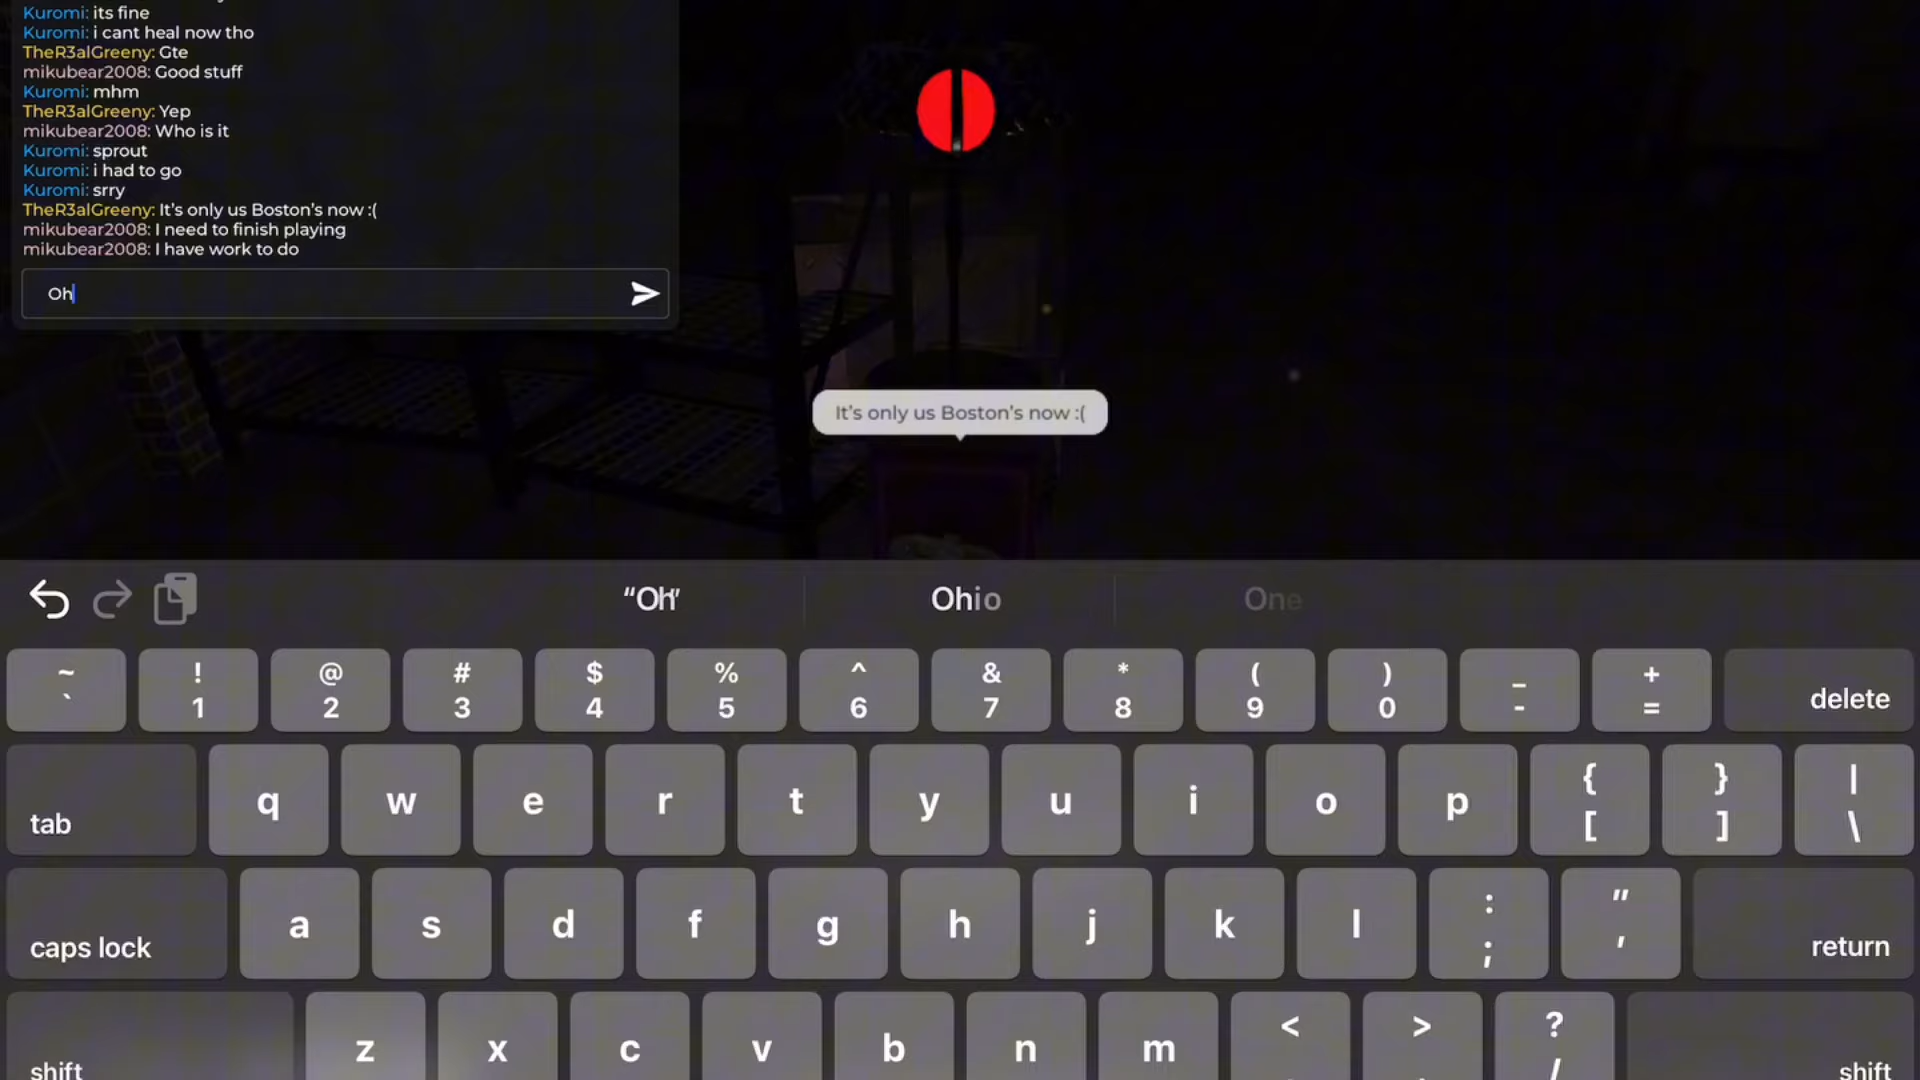 Kuromi: its fine
Kuromi: i cant heal now tho
TheR3alGreeny: Gte
mikubear2008: Good stuff
Kuromi: mhm
TheR3alGreeny: Yep
mikubear2008: Who is it
Kuromi: sprout
Kuromi: i had to go
Kuromi: srry
TheR3alGreeny: It's only us Boston's now :(
mikubear2008: I need to finish playing
mikubear2008: I have work to do
Oh
It's only us Boston's now :(
“Oh” Ohio One
~ ! @ # $ % ^ & * ( ) _ +
` 1 2 3 4 5 6 7 8 9 0 - = delete
tab q w e r t y u i o p { [ } ] | \
caps lock a s d f g h j k l : ; " ' return
shift z x c v b n m < > ? / shift